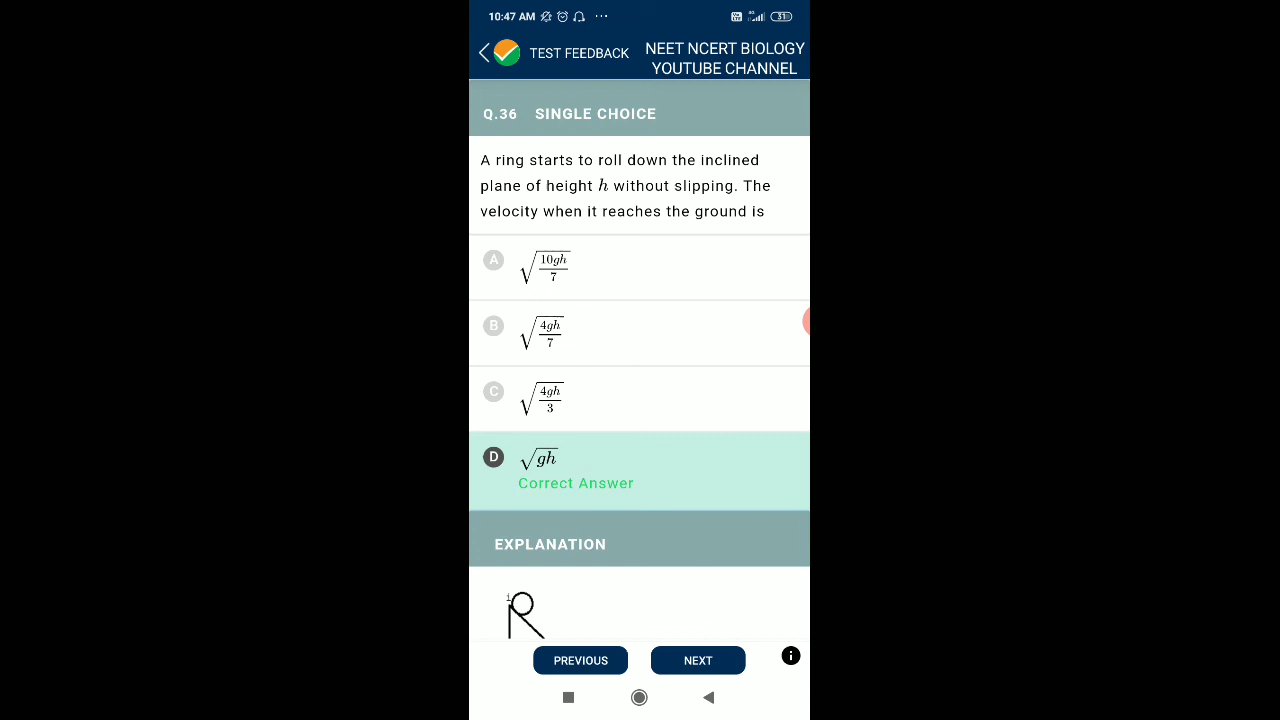 10:47 AM ...
TEST FEEDBACK
NEET NCERT BIOLOGY
YOUTUBE CHANNEL
Q.36 SINGLE CHOICE
A ring starts to roll down the inclined
plane of height h without slipping. The
velocity when it reaches the ground is
A √(10gh/7)
B √(4gh/7)
C √(4gh/3)
D √gh
Correct Answer
EXPLANATION
PREVIOUS NEXT